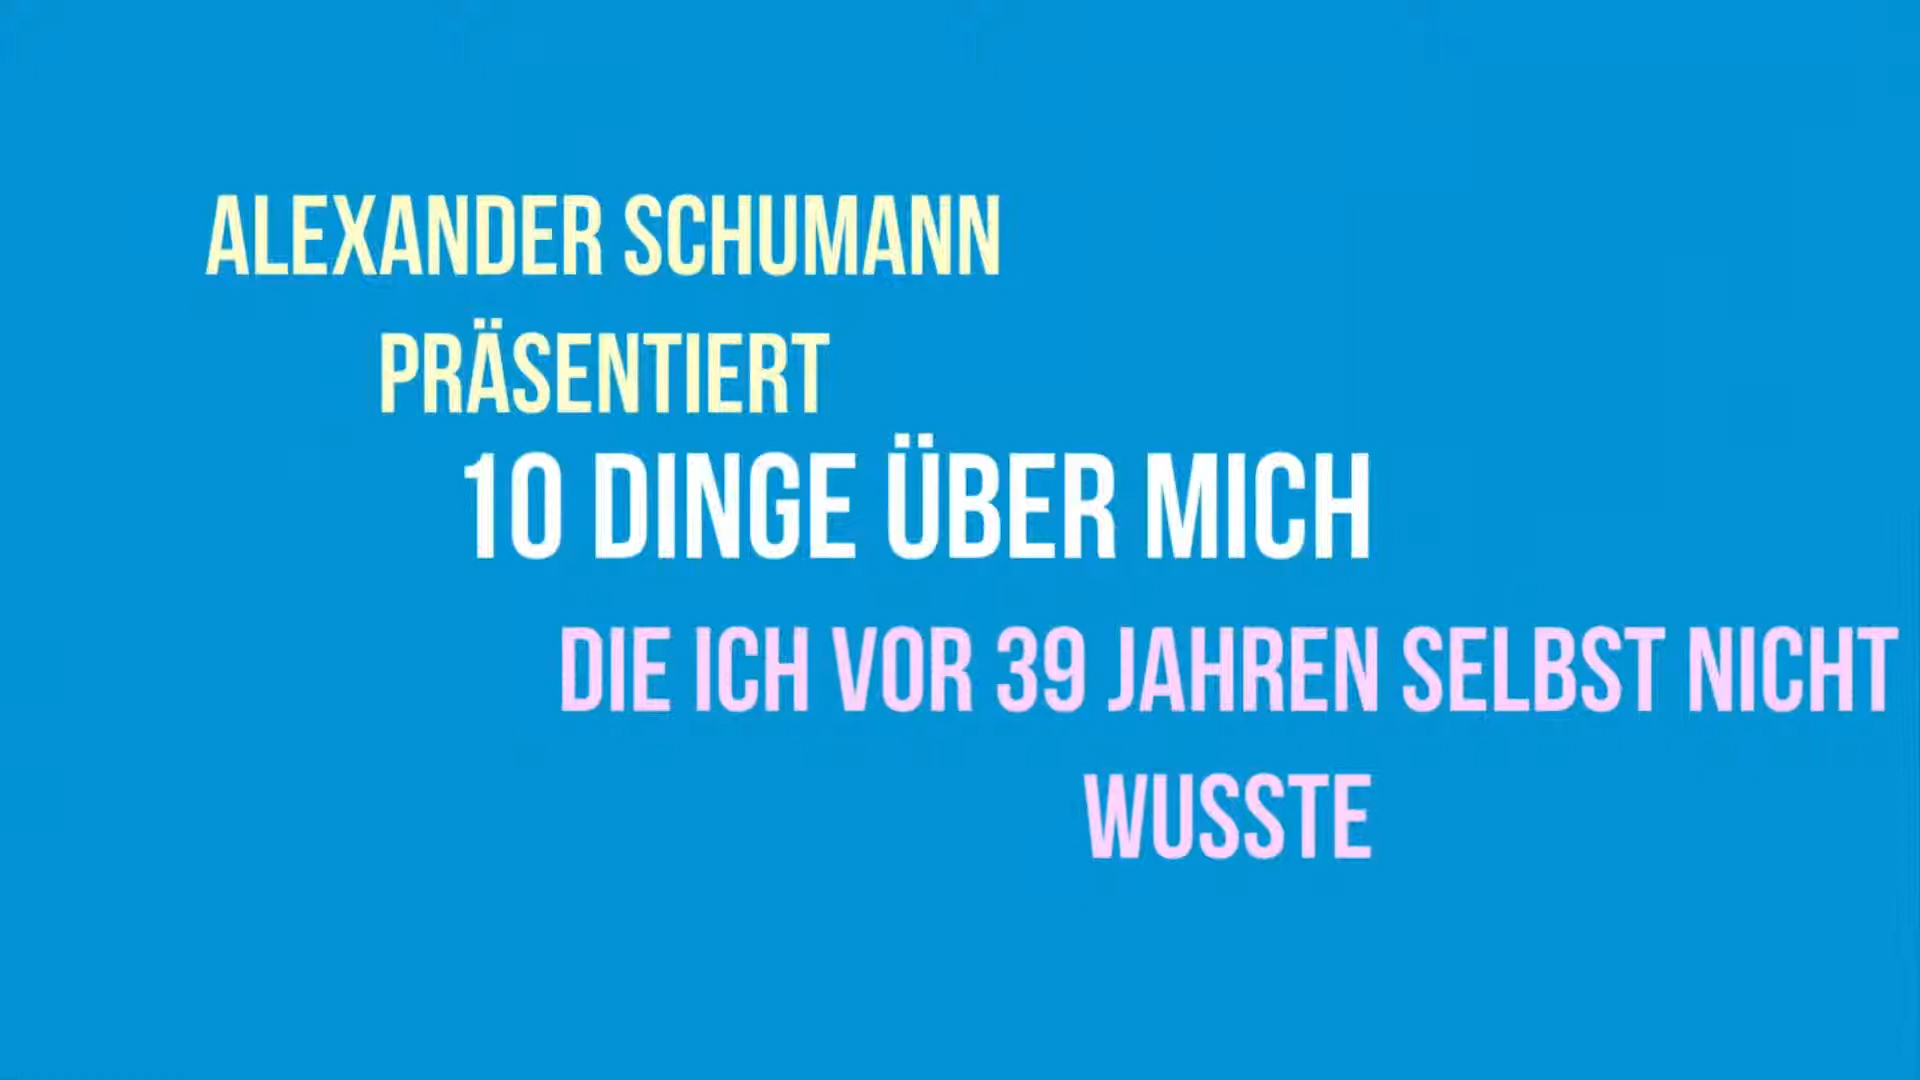 ALEXANDER SCHUMANN
PRÄSENTIERT
10 DINGE ÜBER MICH
DIE ICH VOR 39 JAHREN SELBST NICHT
WUSSTE